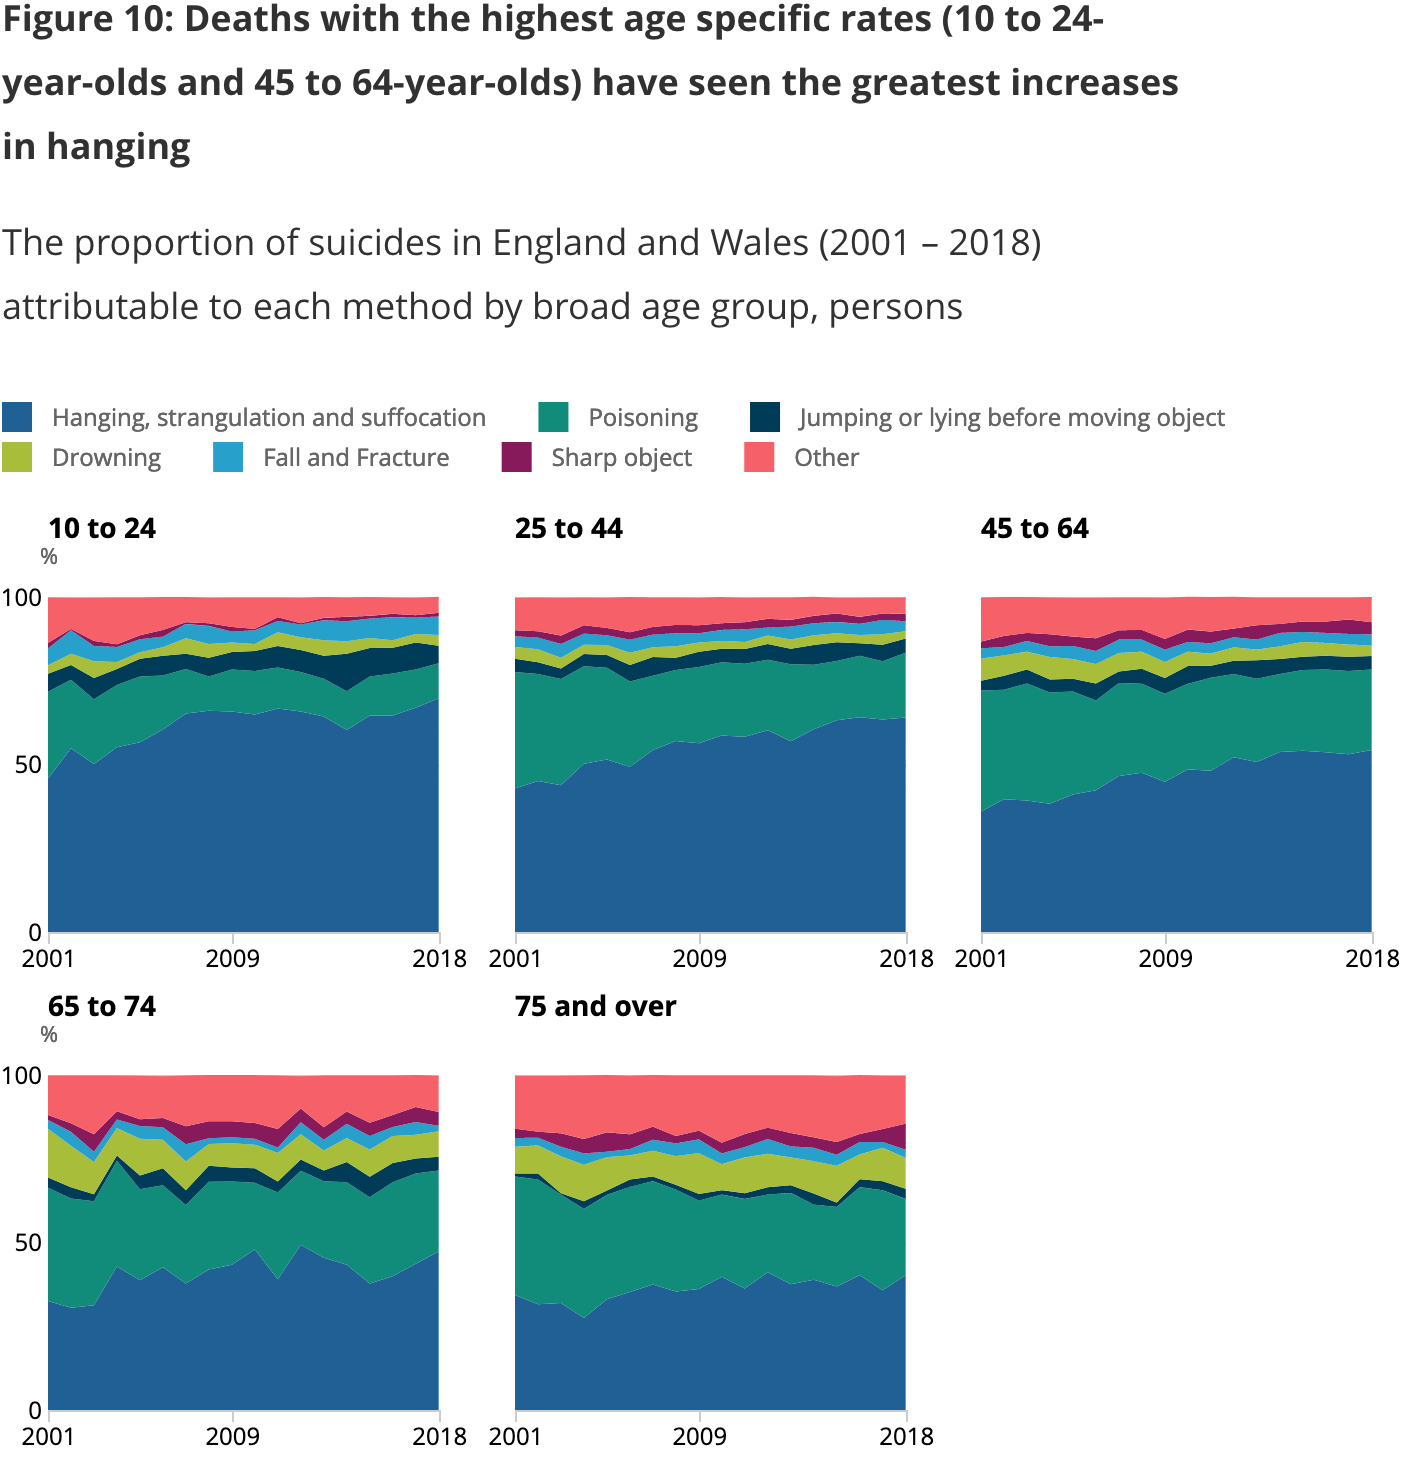 Figure 10: Deaths with the highest age specific rates (10 to 24-
year-olds and 45 to 64-year-olds) have seen the greatest increases
in hanging
The proportion of suicides in England and Wales (2001 – 2018)
attributable to each method by broad age group, persons
Hanging, strangulation and suffocation Poisoning Jumping or lying before moving object
Drowning Fall and Fracture Sharp object Other
10 to 24 25 to 44 45 to 64
%
100
50
0
2001 2009 2018 2001 2009 2018 2001 2009 2018
65 to 74 75 and over
%
100
50
0
2001 2009 2018 2001 2009 2018